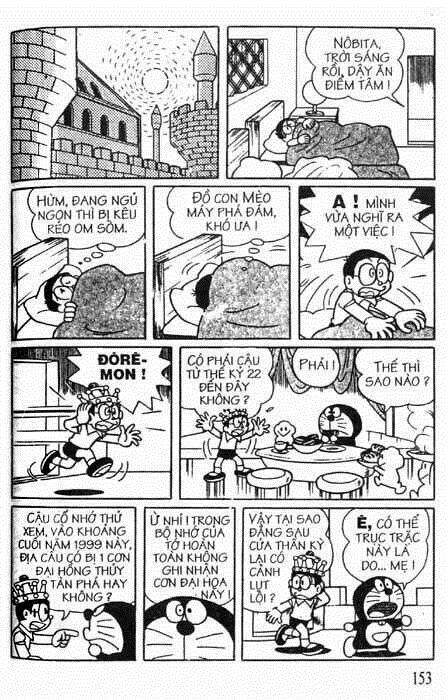 NÔBITA,
TRỜI SÁNG
RỒI, DẬY ĂN
ĐIỂM TÂM !
HỪM, ĐANG NGỦ
NGON THÌ BỊ KÊU
RÉO OM SÒM.
ĐỒ CON MÈO
MÁY PHÁ ĐÁM,
KHÓ ƯA !
A ! MÌNH
VỪA NGHĨ RA
MỘT VIỆC !
ĐÔRÊ-
MON !
CÓ PHẢI CẬU
TỪ THẾ KỶ 22
ĐẾN ĐÂY
KHÔNG ?
PHẢI !
THẾ THÌ
SAO NÀO ?
CẬU CỐ NHỚ THỬ
XEM, VÀO KHOẢNG
CUỐI NĂM 1999 NÀY,
ĐỊA CẦU CÓ BỊ 1 CƠN
ĐẠI HỒNG THỦY
TÀN PHÁ HAY
KHÔNG ?
Ừ NHỈ ! TRONG
BỘ NHỚ CỦA
TỚ HOÀN
TOÀN KHÔNG
GHI NHẬN
CƠN ĐẠI HỌA
NÀY !
VẬY TẠI SAO
ĐẰNG SAU
CỬA THẦN KỲ
LẠI CÓ
CẢNH
LỤT
LỘI ?
Ê, CÓ THỂ
TRỤC TRẶC
NÀY LÀ
DO... MẸ !
153